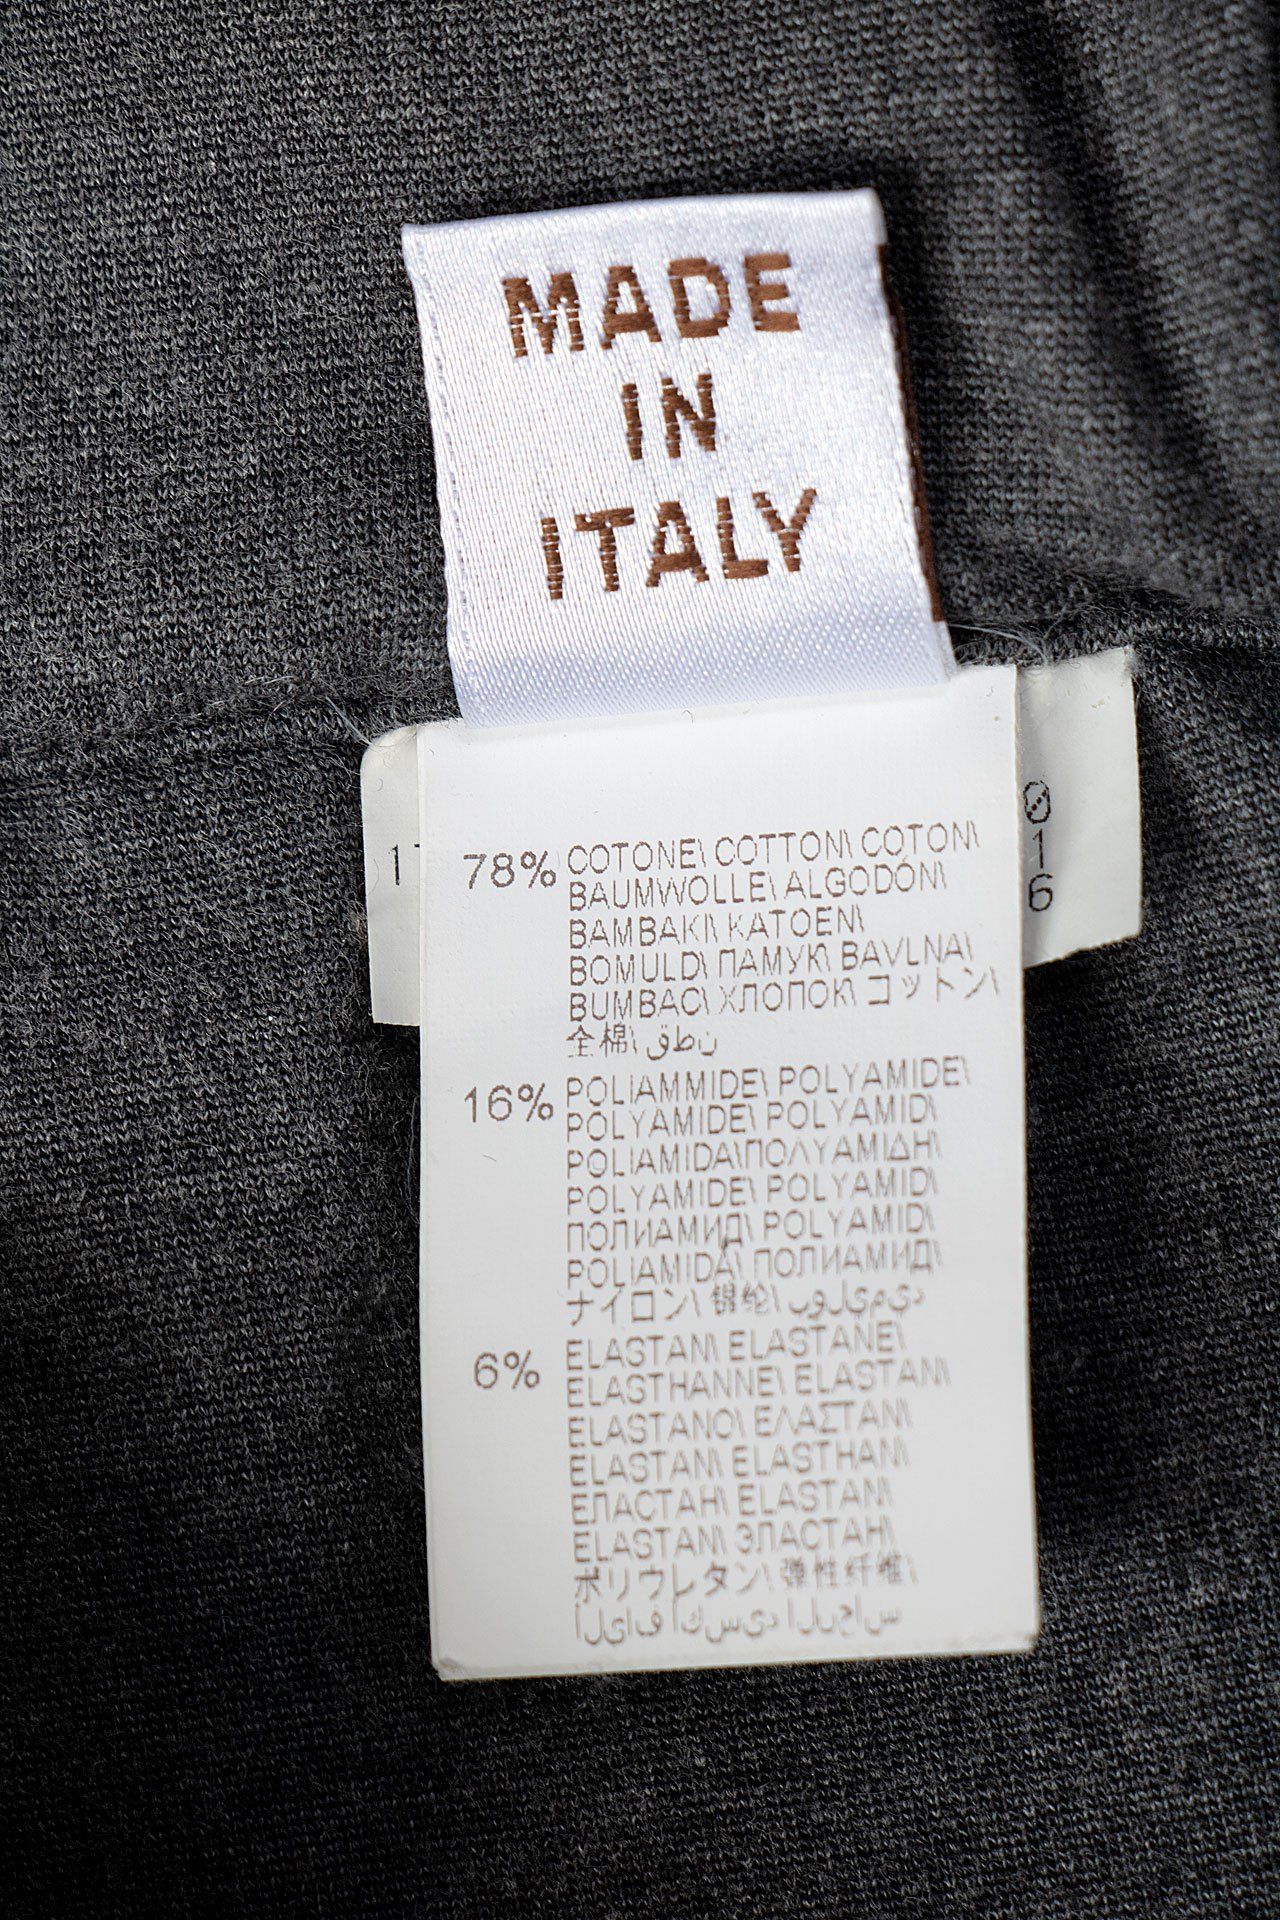 MADE
IN
ITALY
78% COTONE\ COTTON\ COTON\
BAUMWOLLE\ ALGODÓN\
BAMBAKI\ KATOEN\
BOMULD\ ПАМУК\ BAVLNA\
BUMBAC\ ХЛОПОК\ コットン\
全棉\ قطن
16% POLIAMMIDE\ POLYAMIDE\
POLYAMIDE\ POLYAMID\
POLIAMIDA\ΠΟΛΥΑΜΙΔΗ\
POLYAMIDE\ POLYAMID\
ПОЛИАМИД\ POLYAMID\
POLIAMIDĂ\ ПОЛИАМИД\
ナイロン\ 锦纶\ بوليميد
6% ELASTAN\ ELASTANE\
ELASTHANNE\ ELASTAN\
ELASTANO\ ΕΛΑΣΤΑΝ\
ELASTAN\ ELASTHAN\
ЕЛАСТАН\ ELASTAN\
ELASTAN\ ЭЛАСТАН\
ポリウレタン\ 弹性纤维\
0
1
6